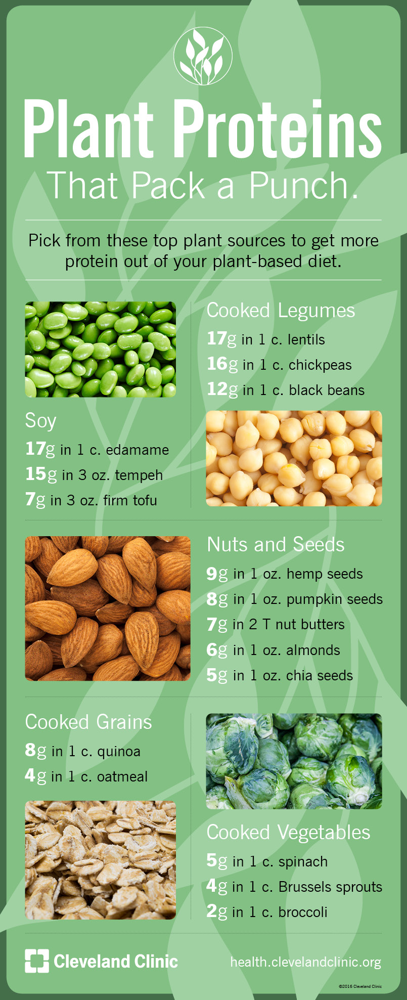 Plant Proteins
That Pack a Punch.
Pick from these top plant sources to get more
protein out of your plant-based diet.
Soy
17g in 1 c. edamame
15g in 3 oz. tempeh
7g in 3 oz. firm tofu
Cooked Legumes
17g in 1 c. lentils
16g in 1 c. chickpeas
12g in 1 c. black beans
Nuts and Seeds
9g in 1 oz. hemp seeds
8g in 1 oz. pumpkin seeds
7g in 2 T nut butters
6g in 1 oz. almonds
5g in 1 oz. chia seeds
Cooked Grains
8g in 1 c. quinoa
4g in 1 c. oatmeal
Cooked Vegetables
5g in 1 c. spinach
4g in 1 c. Brussels sprouts
2g in 1 c. broccoli
Cleveland Clinic
health.clevelandclinic.org
©2016 Cleveland Clinic